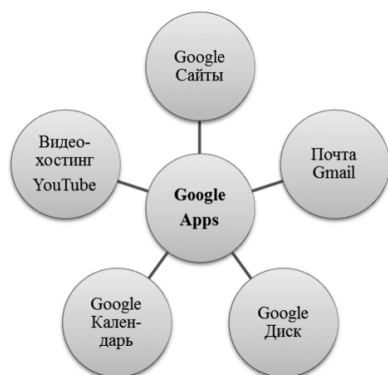 Google
Сайты
Видео-
хостинг
YouTube
Почта
Gmail
Google
Apps
Google
Кален-
дарь
Google
Диск